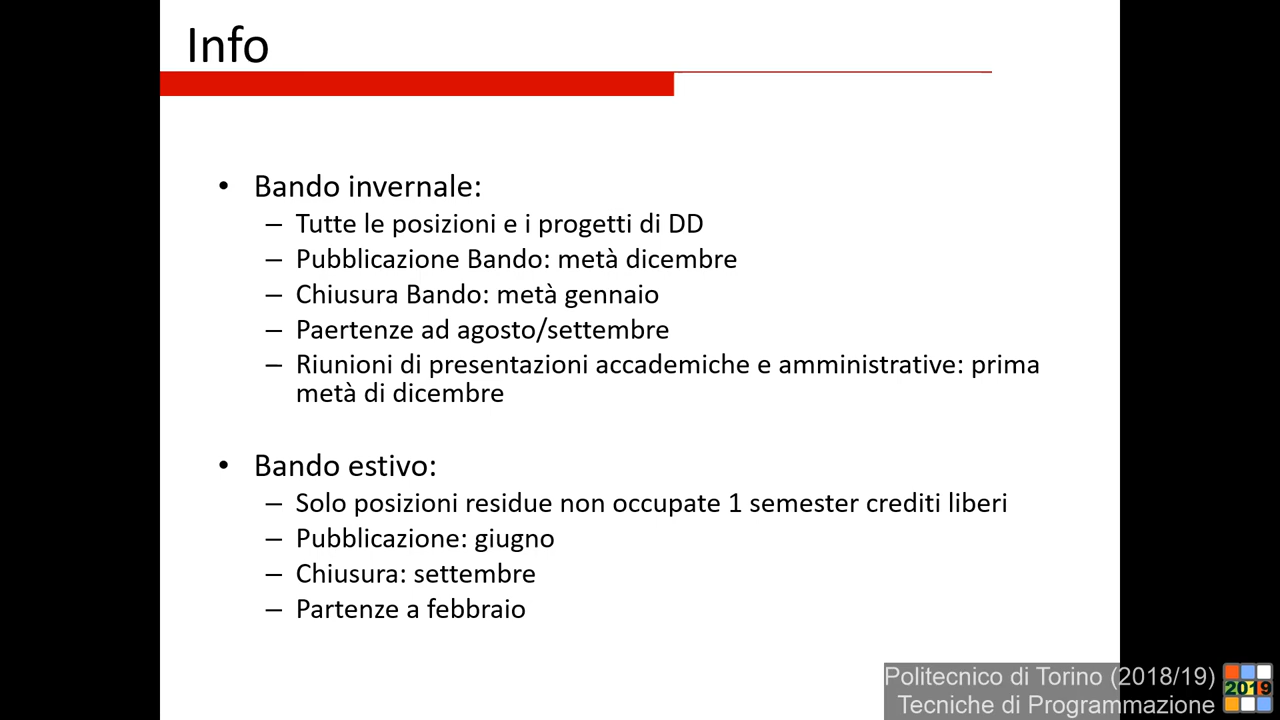 Info
• Bando invernale:
– Tutte le posizioni e i progetti di DD
– Pubblicazione Bando: metà dicembre
– Chiusura Bando: metà gennaio
– Paertenze ad agosto/settembre
– Riunioni di presentazioni accademiche e amministrative: prima
metà di dicembre
• Bando estivo:
– Solo posizioni residue non occupate 1 semester crediti liberi
– Pubblicazione: giugno
– Chiusura: settembre
– Partenze a febbraio
Politecnico di Torino (2018/19)
Tecniche di Programmazione
2019